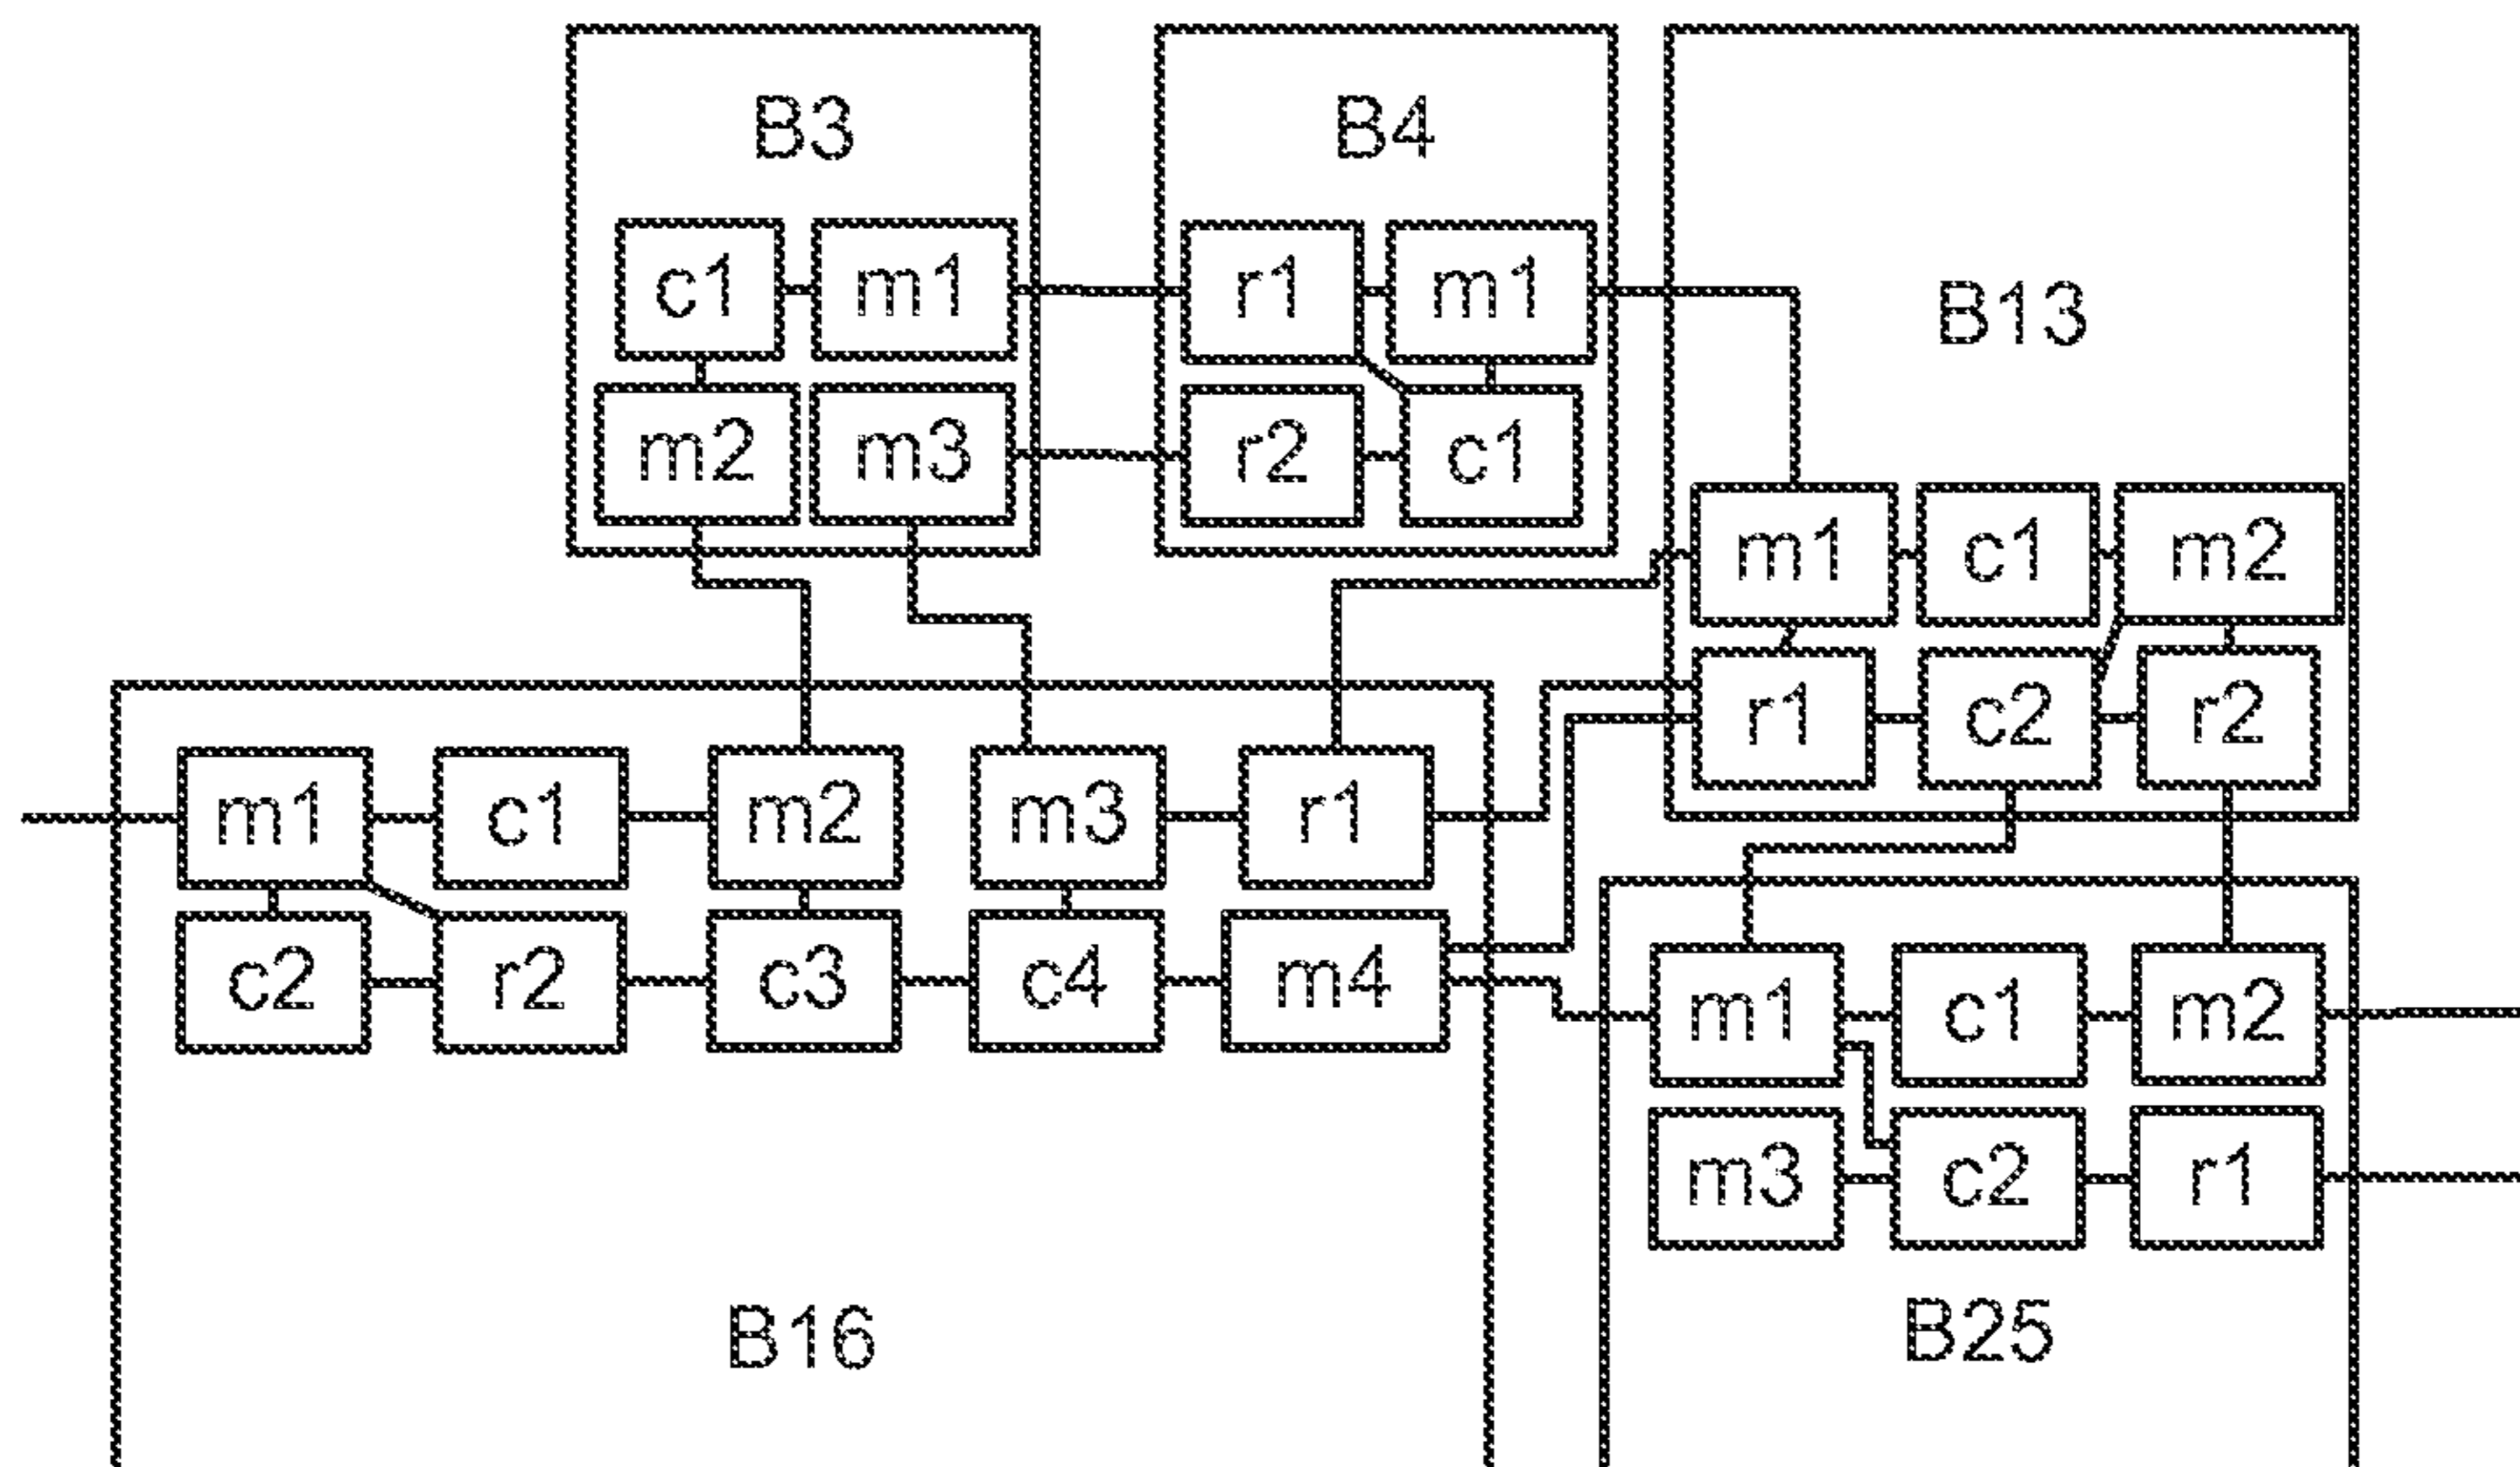 B3
c1 m1
m2 m3
B4
r1 m1
r2 c1
B13
m1 c1 m2
r1 c2 r2
m1 c1 m2 m3 r1
c2 r2 c3 c4 m4
B16
m1 c1 m2
m3 c2 r1
B25